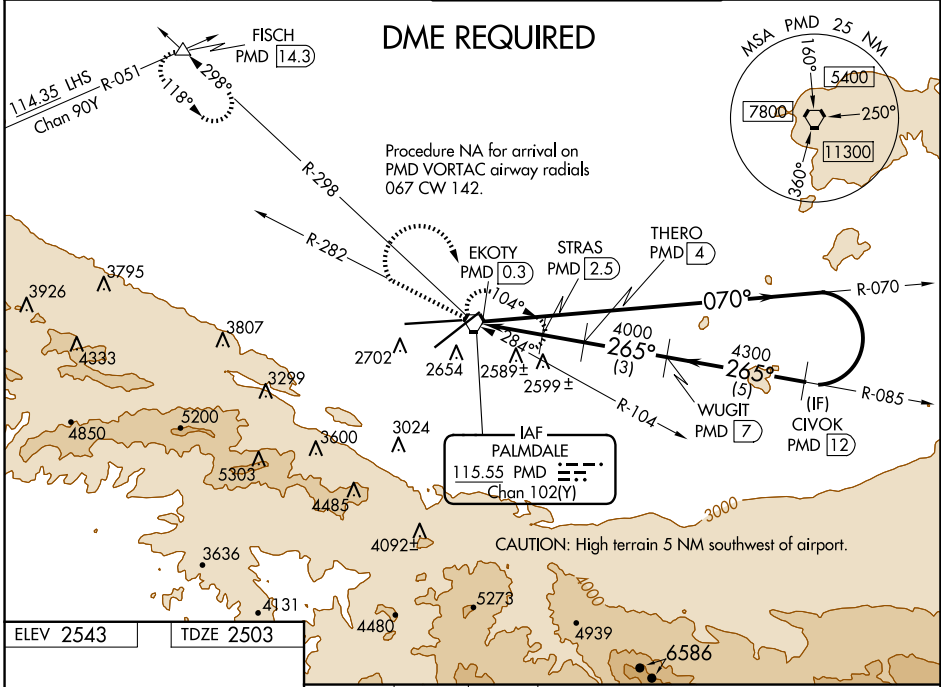 DME REQUIRED
FISCH
PMD 14.3
114.35 LHS R-051
Chan 90Y
298°
118°
R-298
R-282
Procedure NA for arrival on
PMD VORTAC airway radials
067 CW 142.
MSA PMD 25 NM
160°
5400
7800
250°
11300
360°
EKOTY
PMD 0.3
STRAS
PMD 2.5
THERO
PMD 4
R-070
070°
104°
284°
4000
265°
(3)
4300
265°
(5)
R-085
R-104
WUGIT
PMD 7
(IF)
CIVOK
PMD 12
IAF
PALMDALE
115.55 PMD
Chan 102(Y)
3795
3926
4333
3807
3299
2702
2654
2589±
2599±
4850
5200
5303
3600
3024
4485
4092±
3000
CAUTION: High terrain 5 NM southwest of airport.
3636
4131
4480
5273
4000
4939
6586
ELEV 2543
TDZE 2503